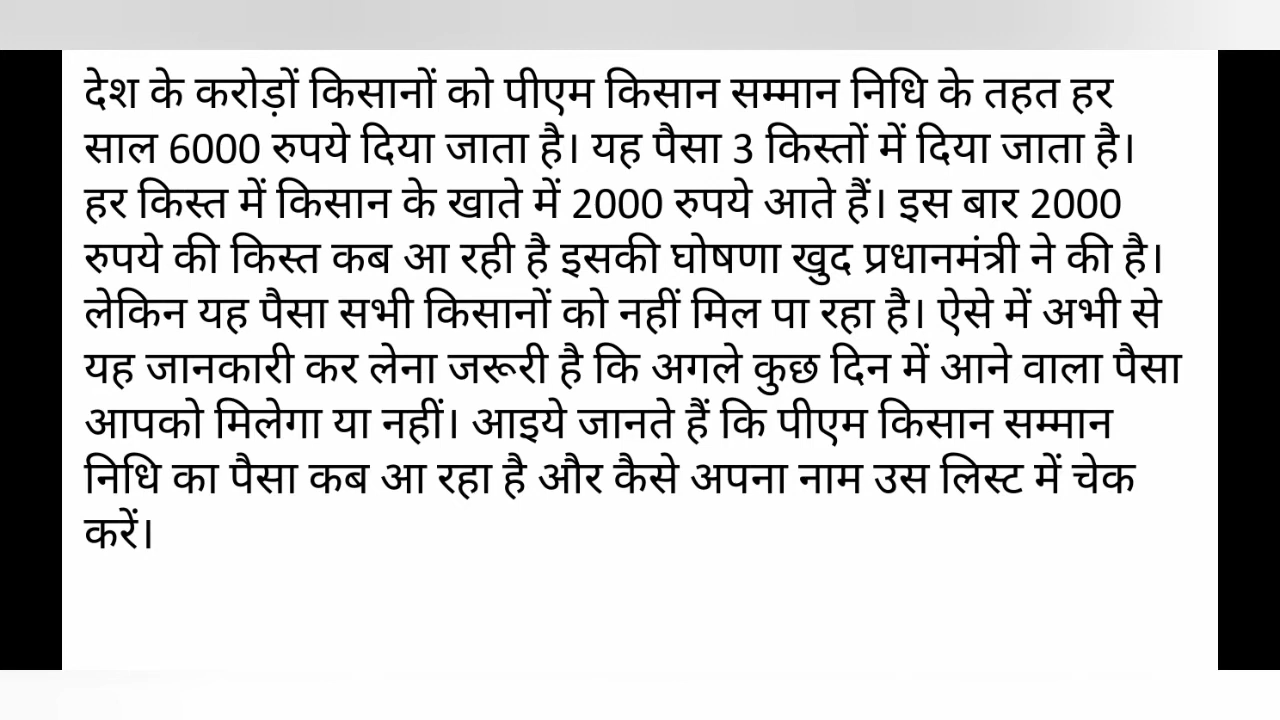 देश के करोड़ों किसानों को पीएम किसान सम्मान निधि के तहत हर
साल 6000 रुपये दिया जाता है। यह पैसा 3 किस्तों में दिया जाता है।
हर किस्त में किसान के खाते में 2000 रुपये आते हैं। इस बार 2000
रुपये की किस्त कब आ रही है इसकी घोषणा खुद प्रधानमंत्री ने की है।
लेकिन यह पैसा सभी किसानों को नहीं मिल पा रहा है। ऐसे में अभी से
यह जानकारी कर लेना जरूरी है कि अगले कुछ दिन में आने वाला पैसा
आपको मिलेगा या नहीं। आइये जानते हैं कि पीएम किसान सम्मान
निधि का पैसा कब आ रहा है और कैसे अपना नाम उस लिस्ट में चेक
करें।